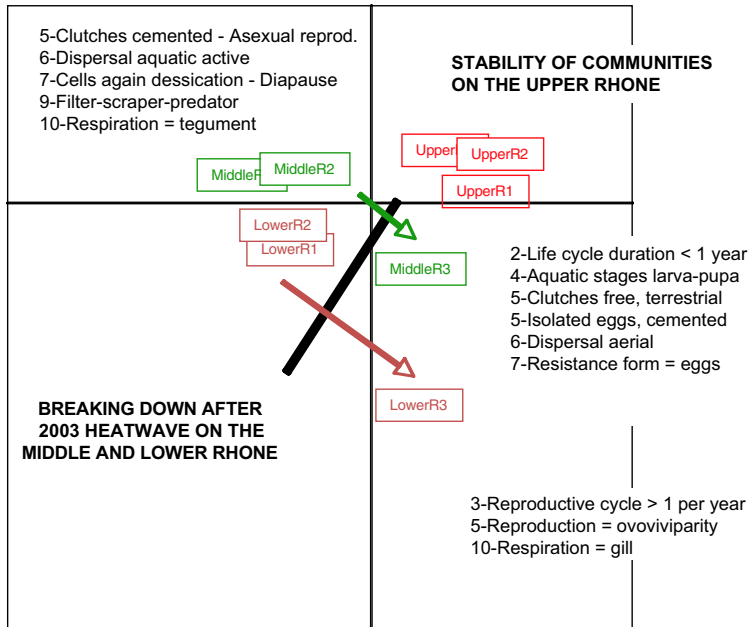 5-Clutches cemented - Asexual reprod.
6-Dispersal aquatic active
7-Cells again dessication - Diapause
9-Filter-scraper-predator
10-Respiration = tegument
STABILITY OF COMMUNITIES
ON THE UPPER RHONE
UpperR2
UpperR1
MiddleR2
LowerR2
LowerR1
MiddleR3
2-Life cycle duration < 1 year
4-Aquatic stages larva-pupa
5-Clutches free, terrestrial
5-Isolated eggs, cemented
6-Dispersal aerial
7-Resistance form = eggs
LowerR3
BREAKING DOWN AFTER
2003 HEATWAVE ON THE
MIDDLE AND LOWER RHONE
3-Reproductive cycle > 1 per year
5-Reproduction = ovoviviparity
10-Respiration = gill